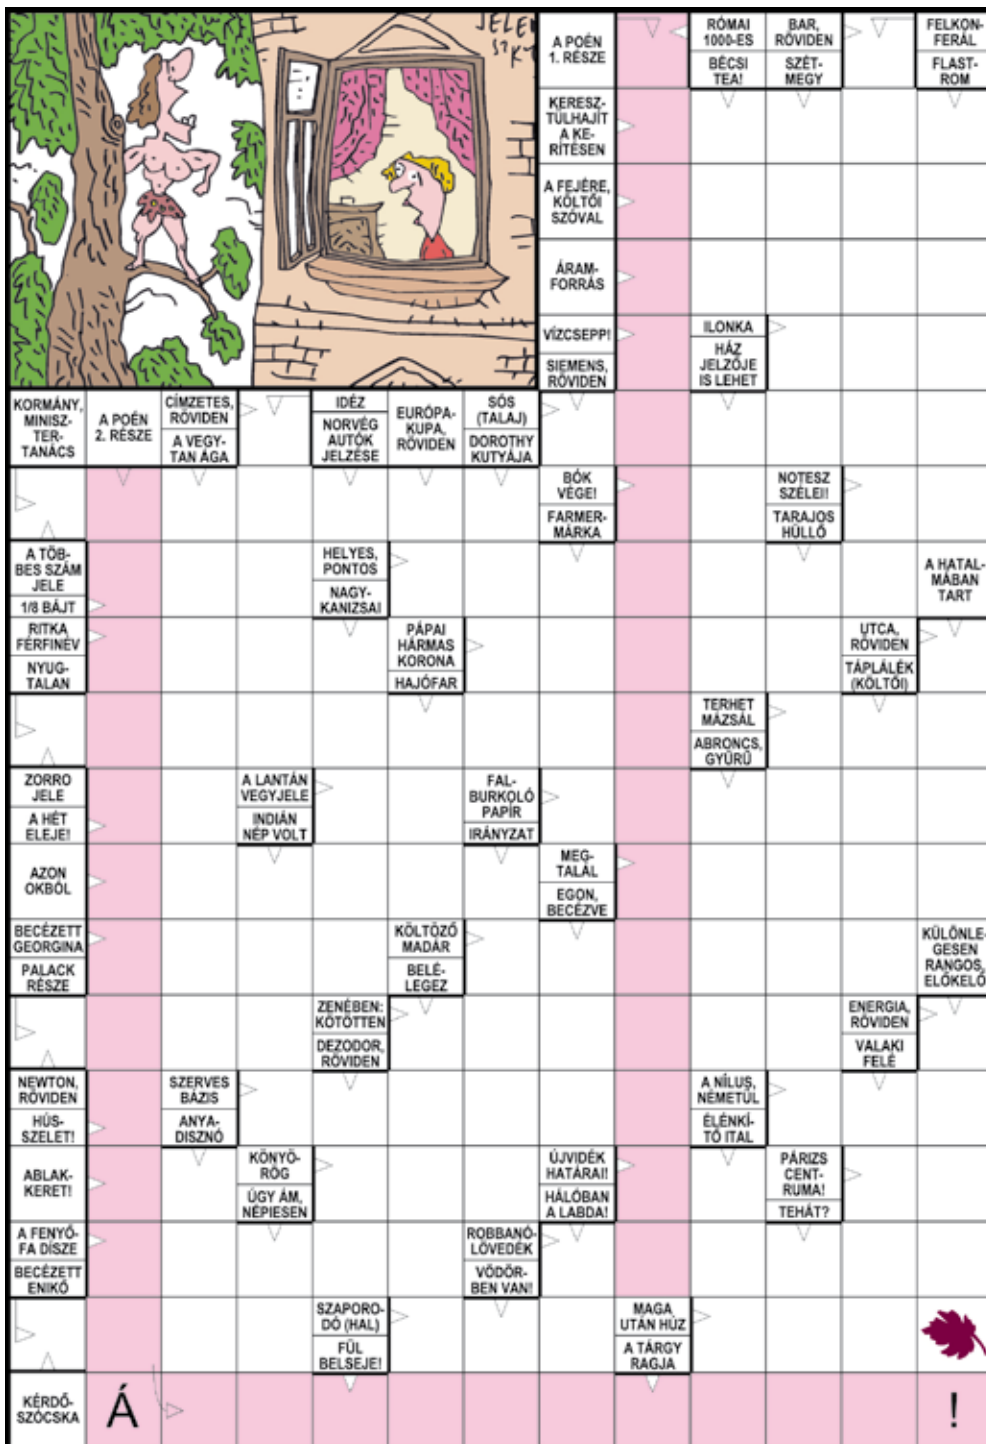 JELE
A POÉN
1. RÉSZE
RÓMAI
1000-ES
BÉCSI
TEA!
BAR,
RÖVIDEN
SZÉT-
MEGY
FELKON-
FERÁL
FLAST-
ROM
KERESZ-
TÜLHAJÍT
A KE-
RÍTÉSEN
A FEJÉRE,
KÖLTŐI
SZÓVAL
ÁRAM-
FORRÁS
VÍZCSEPP!
SIEMENS,
RÖVIDEN
ILONKA
HÁZ
JELZŐJE
IS LEHET
KORMÁNY,
MINISZ-
TER-
TANÁCS
A POÉN
2. RÉSZE
CÍMZETES,
RÖVIDEN
A VEGY-
TAN ÁGA
IDÉZ
NORVÉG
AUTÓK
JELZÉSE
EURÓPA-
KUPA,
RÖVIDEN
SÓS
(TALAJ)
DOROTHY
KUTYÁJA
BÓK
VÉGE!
FARMER-
MÁRKA
NOTESZ
SZÉLEI!
TARAJOS
HÜLLŐ
A TÖB-
BES SZÁM
JELE
1/8 BÁJT
HELYES,
PONTOS
NAGY-
KANIZSAI
A HATAL-
MÁBAN
TART
RITKA
FÉRFINÉV
NYUG-
TALAN
PÁPAI
HÁRMAS
KORONA
HAJÓFAR
UTCA,
RÖVIDEN
TÁPLÁLÉK
(KÖLTŐI)
TERHET
MÁZSÁL
ABRONCS,
GYŰRŰ
ZORRO
JELE
A HÉT
ELEJE!
A LANTÁN
VEGYJELE
INDIÁN
NÉP VOLT
FAL-
BURKOLÓ
PAPÍR
IRÁNYZAT
AZON
OKBÓL
MEG-
TALÁL
EGON,
BECÉZVE
BECÉZETT
GEORGINA
PALACK
RÉSZE
KÖLTÖZŐ
MADÁR
BELÉ-
LEGEZ
KÜLÖNLE-
GESEN
RANGOS,
ELŐKELŐ
ZENÉBEN:
KÖTÖTTEN
DEZODOR,
RÖVIDEN
ENERGIA,
RÖVIDEN
VALAKI
FELÉ
NEWTON,
RÖVIDEN
HÚS-
SZELET!
SZERVES
BÁZIS
ANYA-
DISZNÓ
A NÍLUS,
NÉMETÜL
ÉLÉNKÍ-
TŐ ITAL
ABLAK-
KERET!
KÖNYÖ-
RÖG
ÚGY ÁM,
NÉPIESEN
ÚJVIDÉK
HATÁRAI!
HÁLÓBAN
A LABDA!
PÁRIZS
CENT-
RUMA!
TEHÁT?
A FENYŐ-
FA DÍSZE
BECÉZETT
ENIKŐ
ROBBANÓ-
LÖVEDÉK
VÖDÖR-
BEN VAN!
SZAPORO-
DÓ (HAL)
FÜL
BELSEJE!
MAGA
UTÁN HÚZ
A TÁRGY
RAGJA
KÉRDŐ-
SZÓCSKA
Á
!